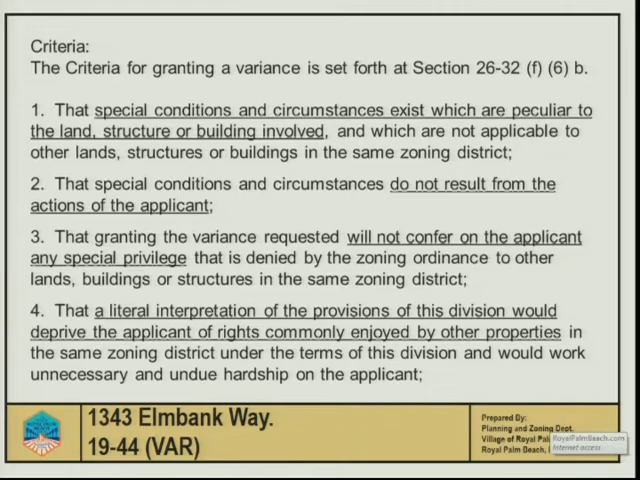 Criteria:
The Criteria for granting a variance is set forth at Section 26-32 (f) (6) b.
1. That special conditions and circumstances exist which are peculiar to
the land, structure or building involved, and which are not applicable to
other lands, structures or buildings in the same zoning district;
2. That special conditions and circumstances do not result from the
actions of the applicant;
3. That granting the variance requested will not confer on the applicant
any special privilege that is denied by the zoning ordinance to other
lands, buildings or structures in the same zoning district;
4. That a literal interpretation of the provisions of this division would
deprive the applicant of rights commonly enjoyed by other properties in
the same zoning district under the terms of this division and would work
unnecessary and undue hardship on the applicant;
1343 Elmbank Way.
19-44 (VAR)
Prepared By:
Planning and Zoning Dept.
Village of Royal
Royal Palm Beach,
RoyalPalmBeach.com
Internet access